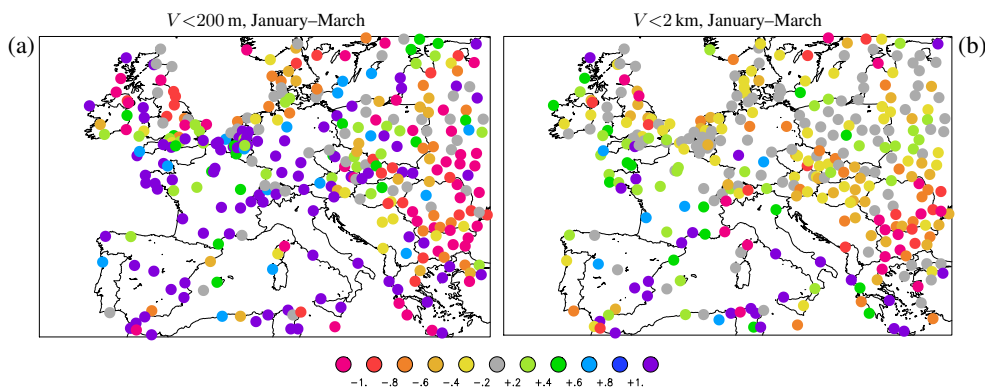 V<200 m, January–March
V<2 km, January–March
(a)
(b)
−1. −.8 −.6 −.4 −.2 +.2 +.4 +.6 +.8 +1.